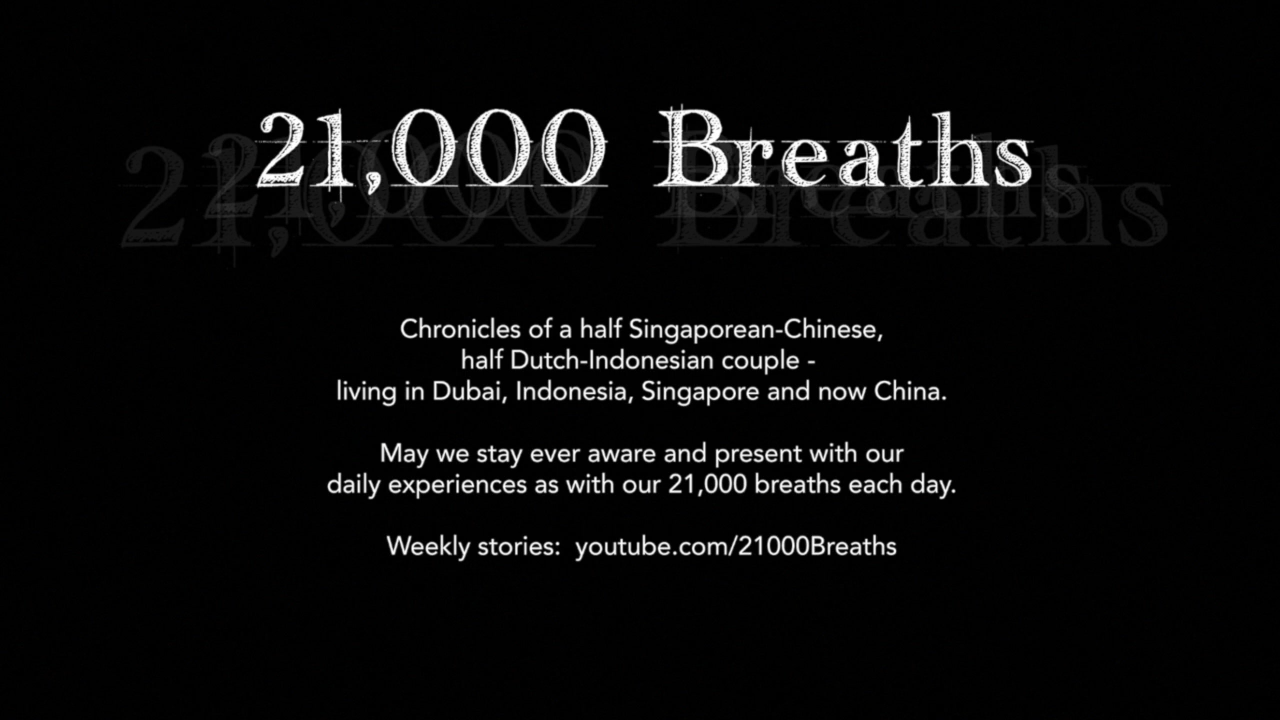 21,000 Breaths
Chronicles of a half Singaporean-Chinese,
half Dutch-Indonesian couple -
living in Dubai, Indonesia, Singapore and now China.
May we stay ever aware and present with our
daily experiences as with our 21,000 breaths each day.
Weekly stories:  youtube.com/21000Breaths